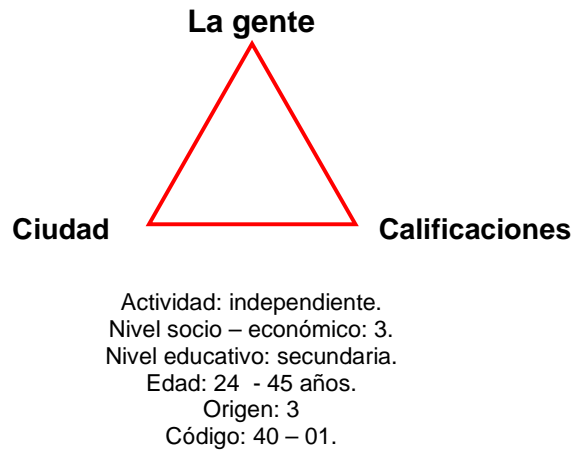 La gente
Ciudad
Calificaciones
Actividad: independiente.
Nivel socio – económico: 3.
Nivel educativo: secundaria.
Edad: 24  - 45 años.
Origen: 3
Código: 40 – 01.